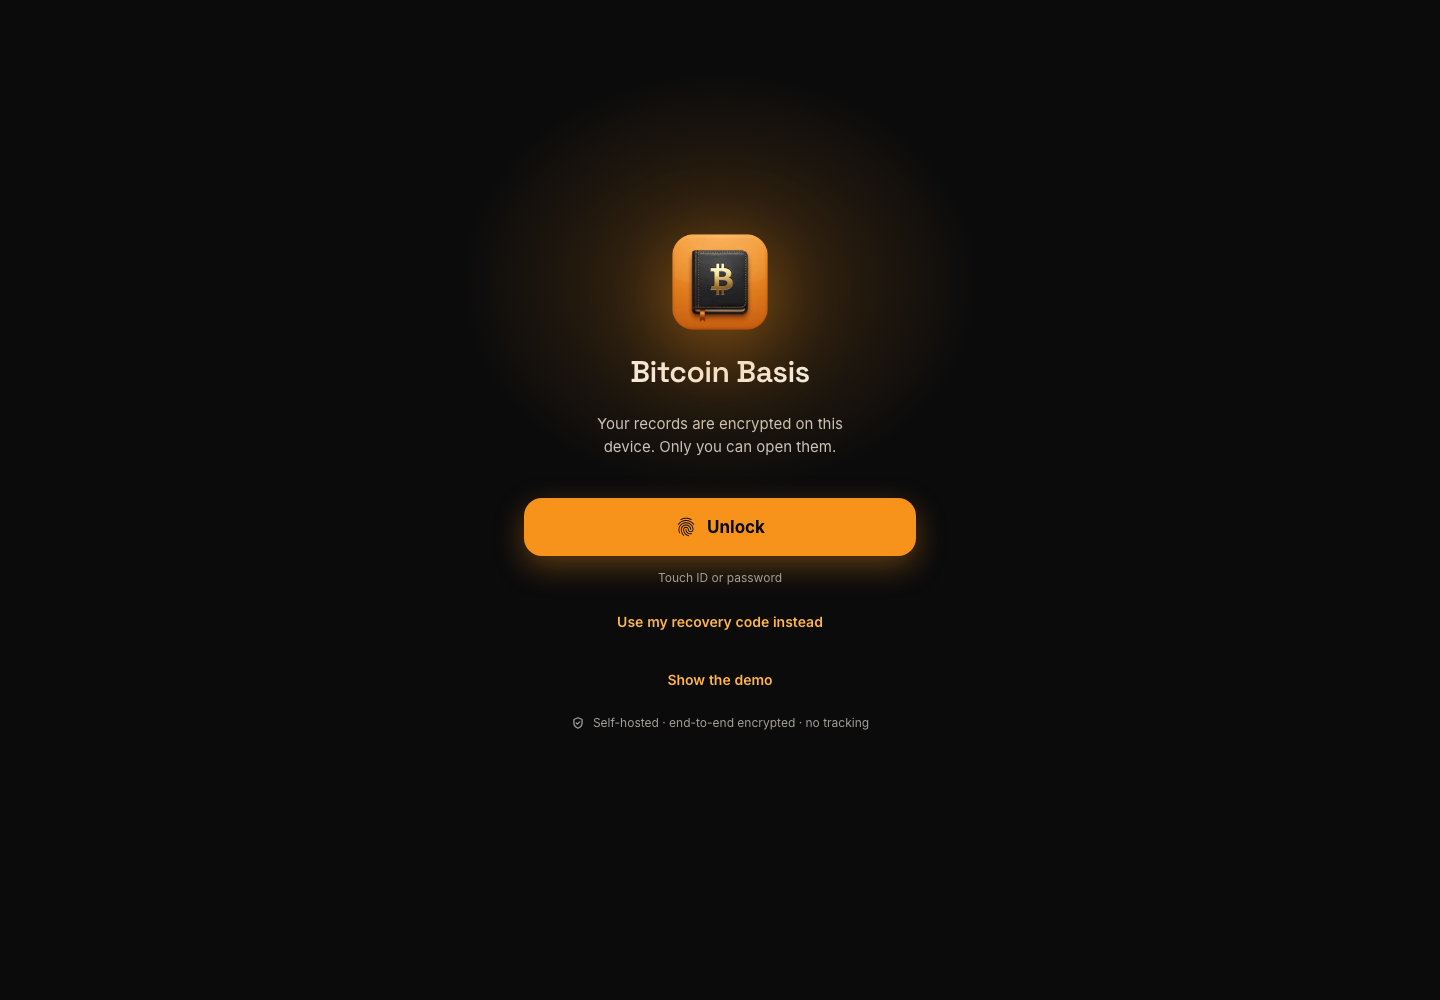 Bitcoin Basis
Your records are encrypted on this
device. Only you can open them.
Unlock
Touch ID or password
Use my recovery code instead
Show the demo
Self-hosted · end-to-end encrypted · no tracking